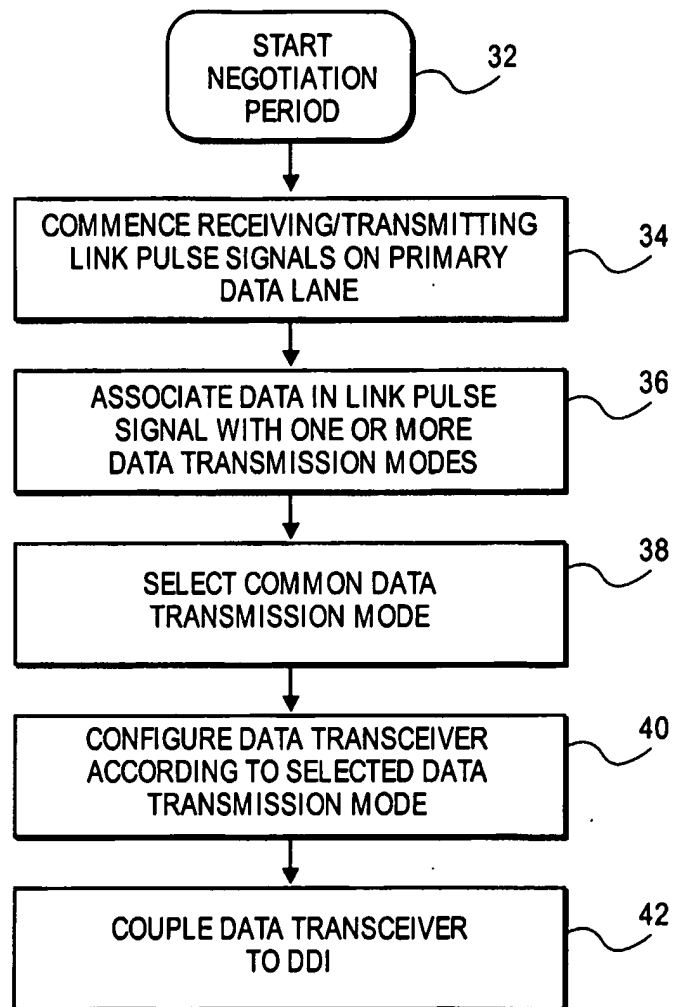 START
NEGOTIATION
PERIOD
32
COMMENCE RECEIVING/TRANSMITTING
LINK PULSE SIGNALS ON PRIMARY
DATA LANE
34
ASSOCIATE DATA IN LINK PULSE
SIGNAL WITH ONE OR MORE
DATA TRANSMISSION MODES
36
SELECT COMMON DATA
TRANSMISSION MODE
38
CONFIGURE DATA TRANSCEIVER
ACCORDING TO SELECTED DATA
TRANSMISSION MODE
40
COUPLE DATA TRANSCEIVER
TO DDI
42